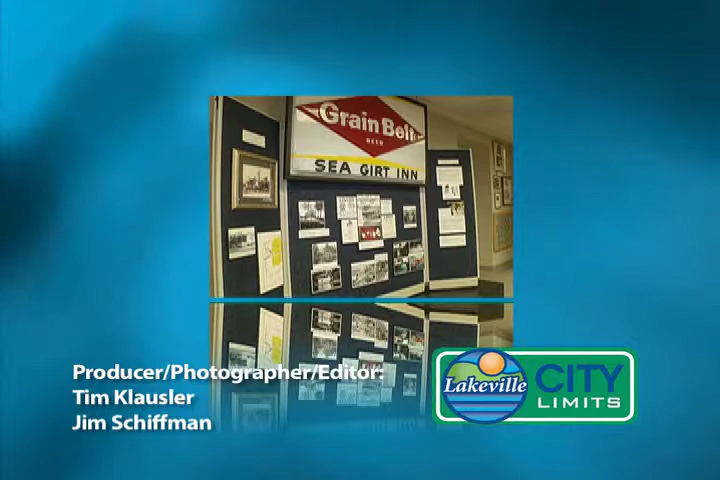 Grain Belt
BEER
SEA GIRT INN
Producer/Photographer/Editor:
Tim Klausler
Jim Schiffman
Lakeville
CITY
LIMITS